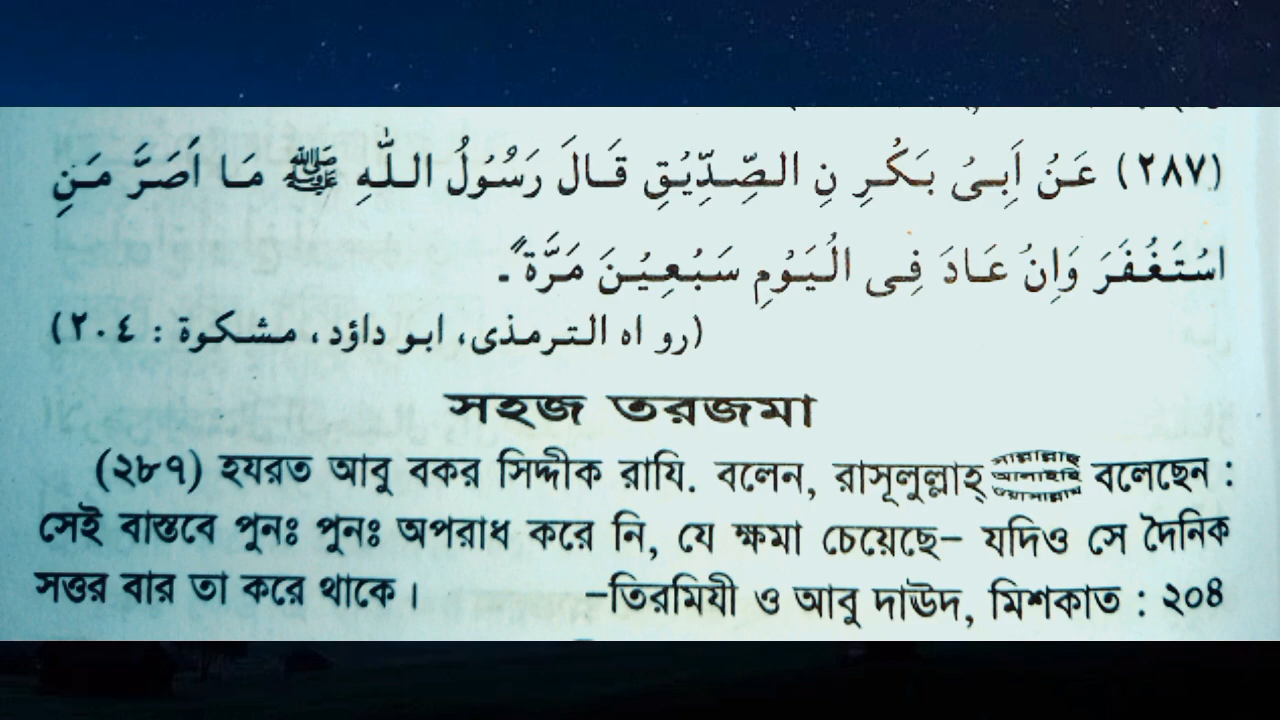 (٢٨٧) عَنْ أَبِىْ بَكْرِ نِ الصِّدِّيْقِ قَالَ رَسُوْلُ اللّٰهِ ﷺ مَا اَصَرَّ مَنِ
اسْتَغْفَرَ وَاِنْ عَادَ فِى الْيَوْمِ سَبْعِيْنَ مَرَّةً۔
(رو اه الترمذى، ابو داؤد، مشكوة : ٢٠٤)
সহজ তরজমা
(২৮৭) হযরত আবু বকর সিদ্দীক রাযি. বলেন, রাসূলুল্লাহ্ সাল্লাল্লাহু আলাইহি ওয়াসাল্লাম বলেছেন :
সেই বাস্তবে পুনঃ পুনঃ অপরাধ করে নি, যে ক্ষমা চেয়েছে– যদিও সে দৈনিক
সত্তর বার তা করে থাকে। –তিরমিযী ও আবু দাঊদ, মিশকাত : ২০৪